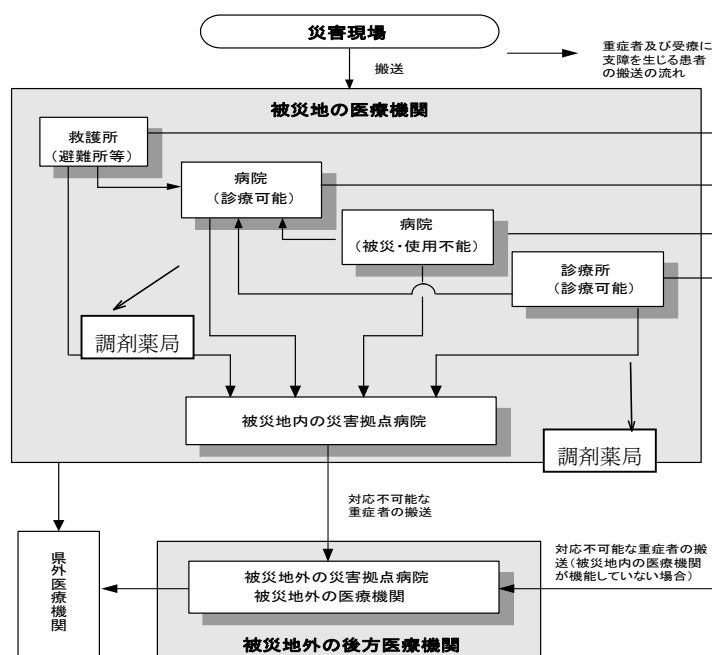 災害現場
搬送
重症者及び受療に
支障を生じる患者
の搬送の流れ
被災地の医療機関
救護所
(避難所等)
病院
(診療可能)
病院
(被災・使用不能)
診療所
(診療可能)
調剤薬局
被災地内の災害拠点病院
調剤薬局
対応不可能な
重症者の搬送
県外医療機関
被災地外の災害拠点病院
被災地外の医療機関
対応不可能な重症者の搬
送(被災地内の医療機関
が機能していない場合)
被災地外の後方医療機関